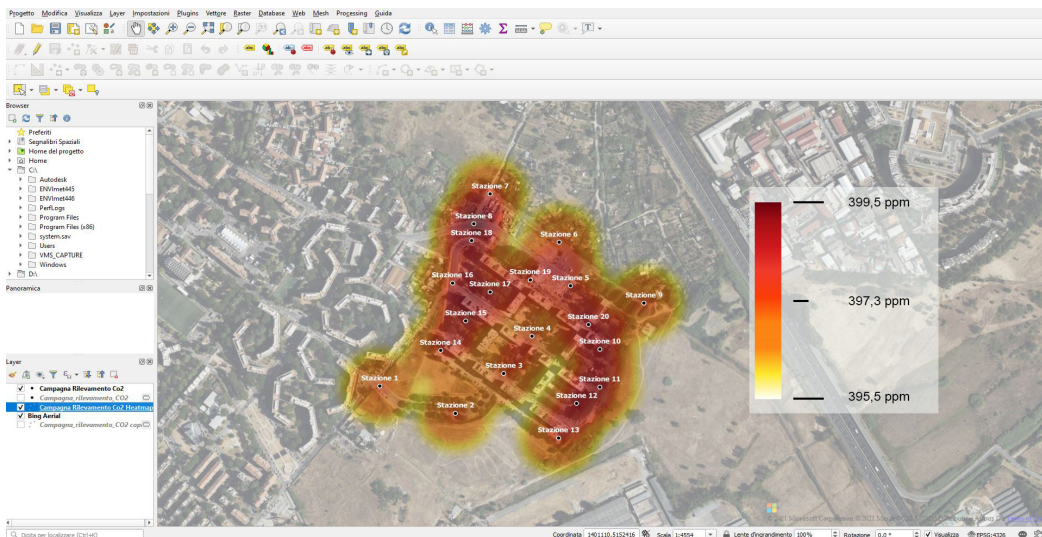 Progetto Modifica Visualizza Layer Impostazioni Plugins Vettore Raster Database Web Mesh Processing Guida
Browser
Preferiti
Segnalibri Spaziali
Home del progetto
Home
C:\
Autodesk
ENVImet445
ENVImet446
PerfLogs
Program Files
Program Files (x86)
system.sav
Users
VMS_CAPTURE
Windows
D:\
Panoramica
Layer
Campagna Rilevamento Co2
Campagna_rilevamento_CO2
Campagna Rilevamento Co2 Heatmap
Bing Aerial
Campagna_rilevamento_CO2 copi
Stazione 7
Stazione 8
Stazione 18
Stazione 6
Stazione 16
Stazione 19
Stazione 5
Stazione 17
Stazione 9
Stazione 15
Stazione 20
Stazione 4
Stazione 14
Stazione 10
Stazione 3
Stazione 1
Stazione 11
Stazione 2
Stazione 12
Stazione 13
399,5 ppm
397,3 ppm
395,5 ppm
Digita per localizzare (Ctrl+K)
Coordinata 1401110.5152416 Scala 1:4554 Lente d'ingrandimento 100% Rotazione 0,0 ° Visualizza EPSG:4326